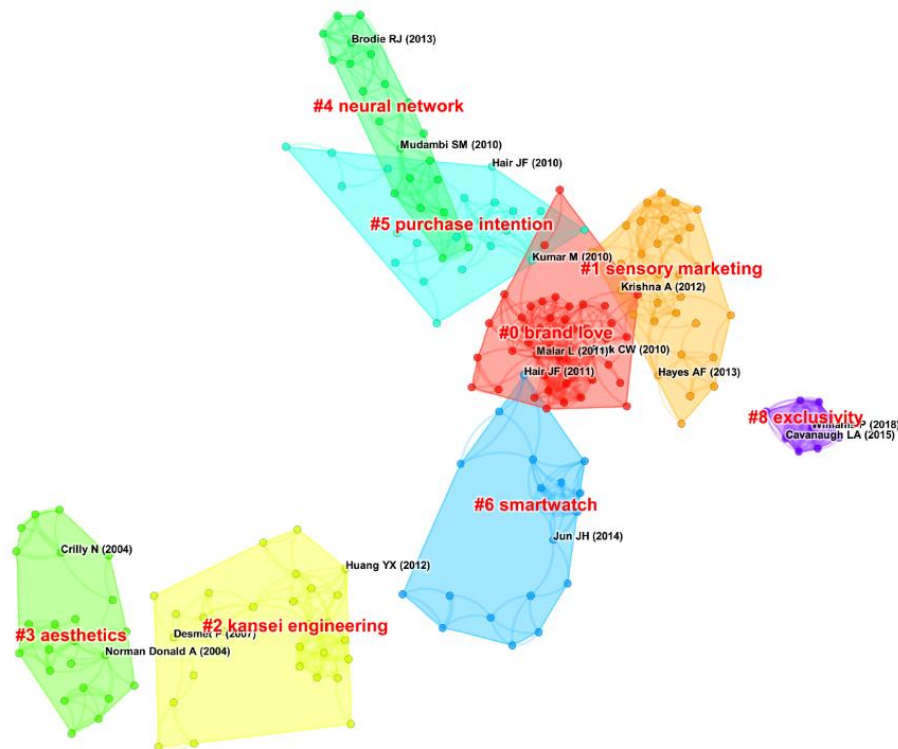 Brodie RJ (2013)
#4 neural network
Mudambi SM (2010)
Hair JF (2010)
#5 purchase intention
Kumar M (2010)
#1 sensory marketing
Krishna A (2012)
#0 brand love
Malar L (2011)
CW (2010)
Hair JF (2011)
Hayes AF (2013)
#8 exclusivity
P (2018)
Cavanaugh LA (2015)
#6 smartwatch
Jun JH (2014)
Crilly N (2004)
Huang YX (2012)
#3 aesthetics
#2 kansei engineering
Desmet P (2007)
Norman Donald A (2004)